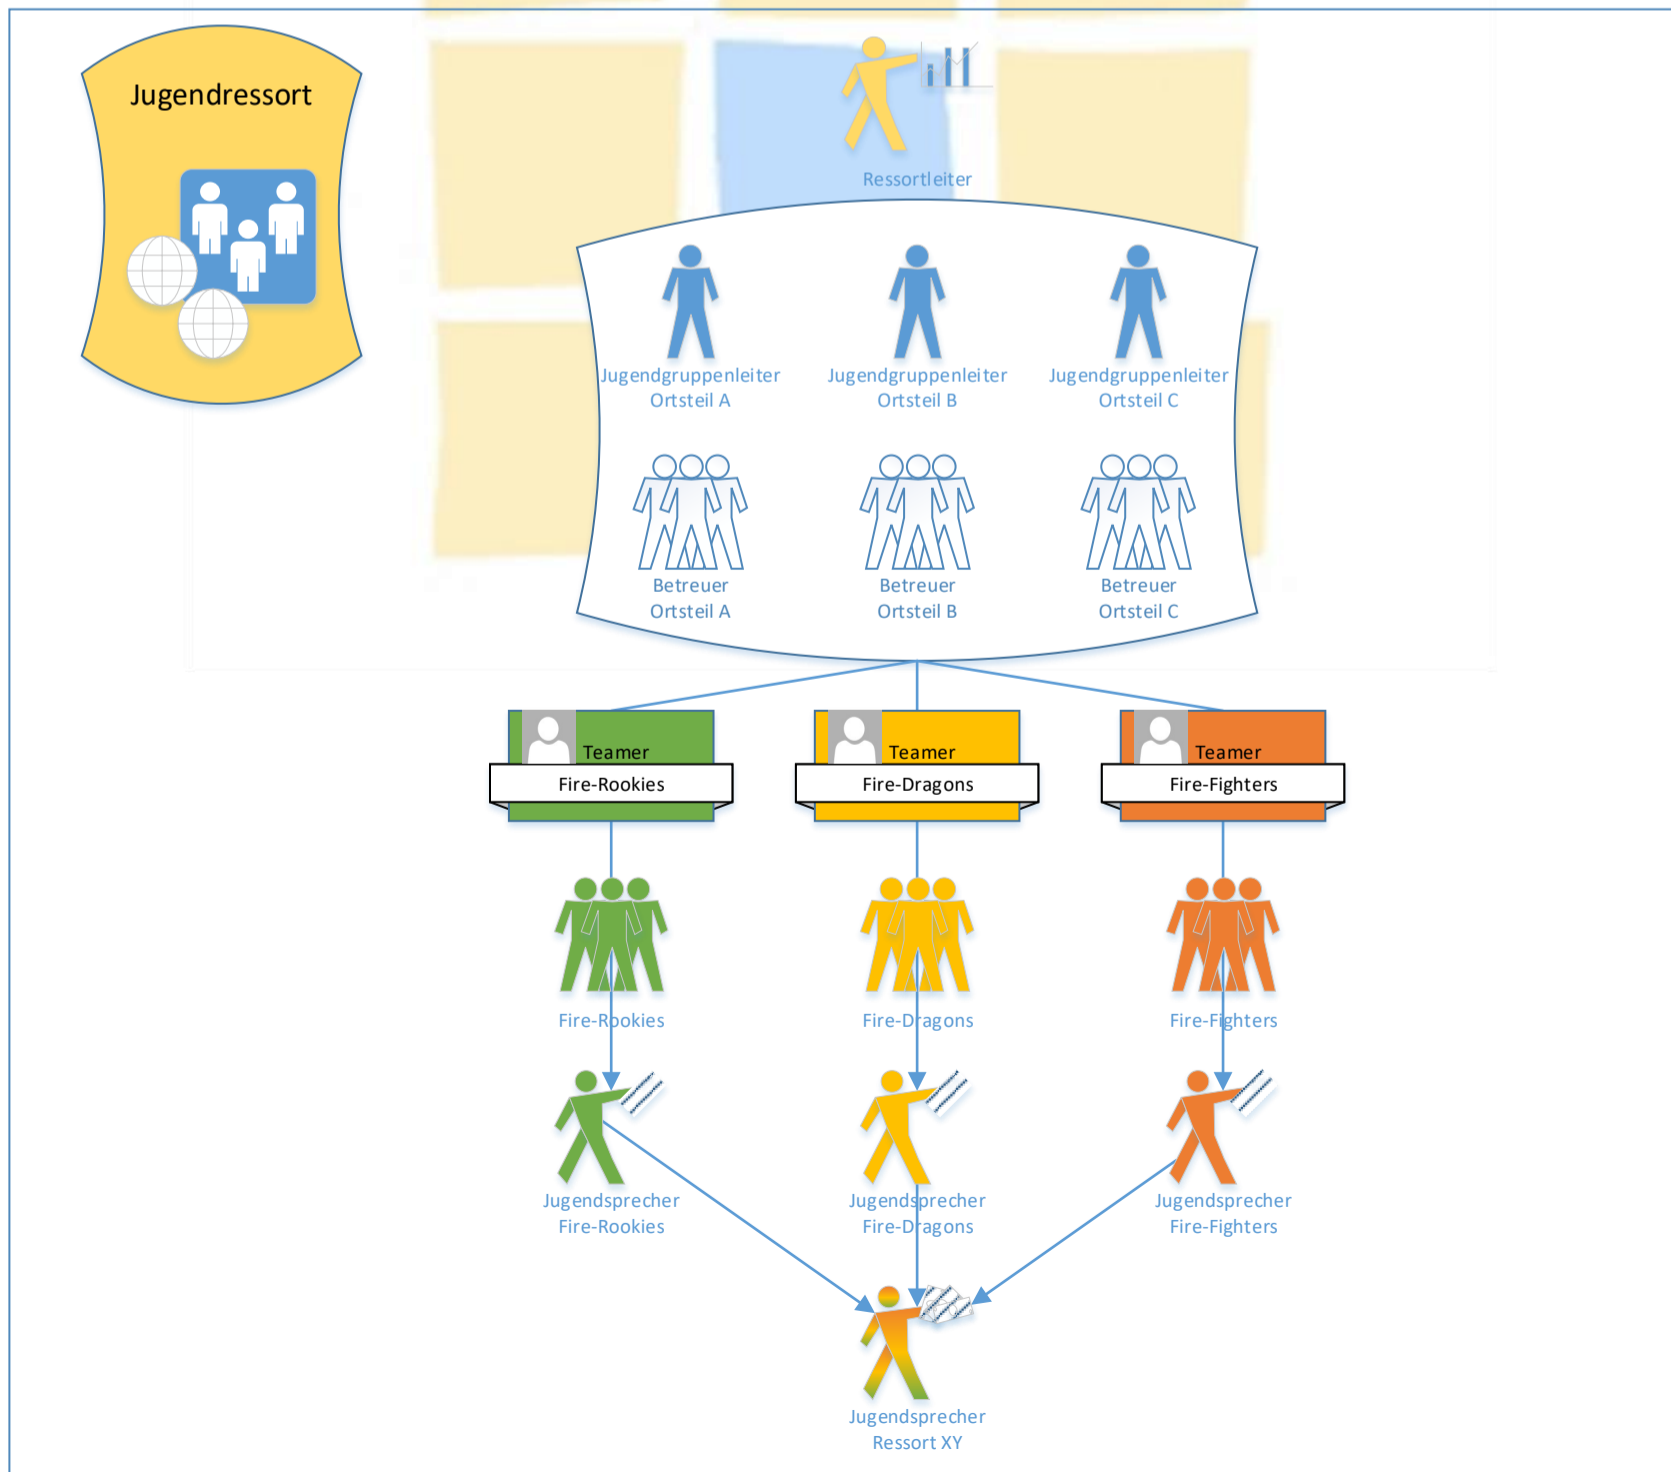 Jugendressort
Ressortleiter
Jugendgruppenleiter
Ortsteil A
Jugendgruppenleiter
Ortsteil B
Jugendgruppenleiter
Ortsteil C
Betreuer
Ortsteil A
Betreuer
Ortsteil B
Betreuer
Ortsteil C
Teamer
Fire-Rookies
Teamer
Fire-Dragons
Teamer
Fire-Fighters
Fire-Rookies
Fire-Dragons
Fire-Fighters
Jugendsprecher
Fire-Rookies
Jugendsprecher
Fire-Dragons
Jugendsprecher
Fire-Fighters
Jugendsprecher
Ressort XY